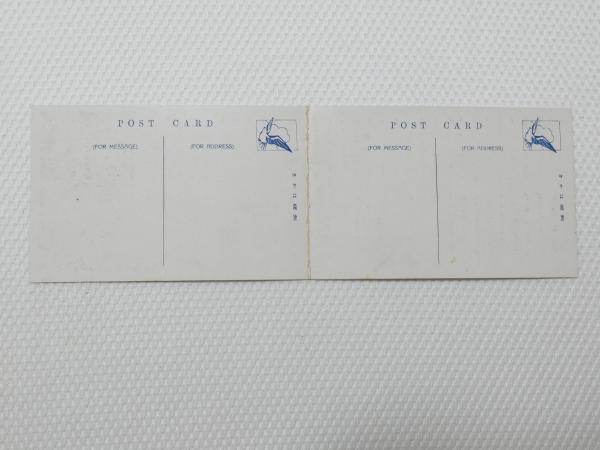 POST CARD
(FOR MESSAGE) (FOR ADDRESS)
POST CARD
(FOR MESSAGE) (FOR ADDRESS)